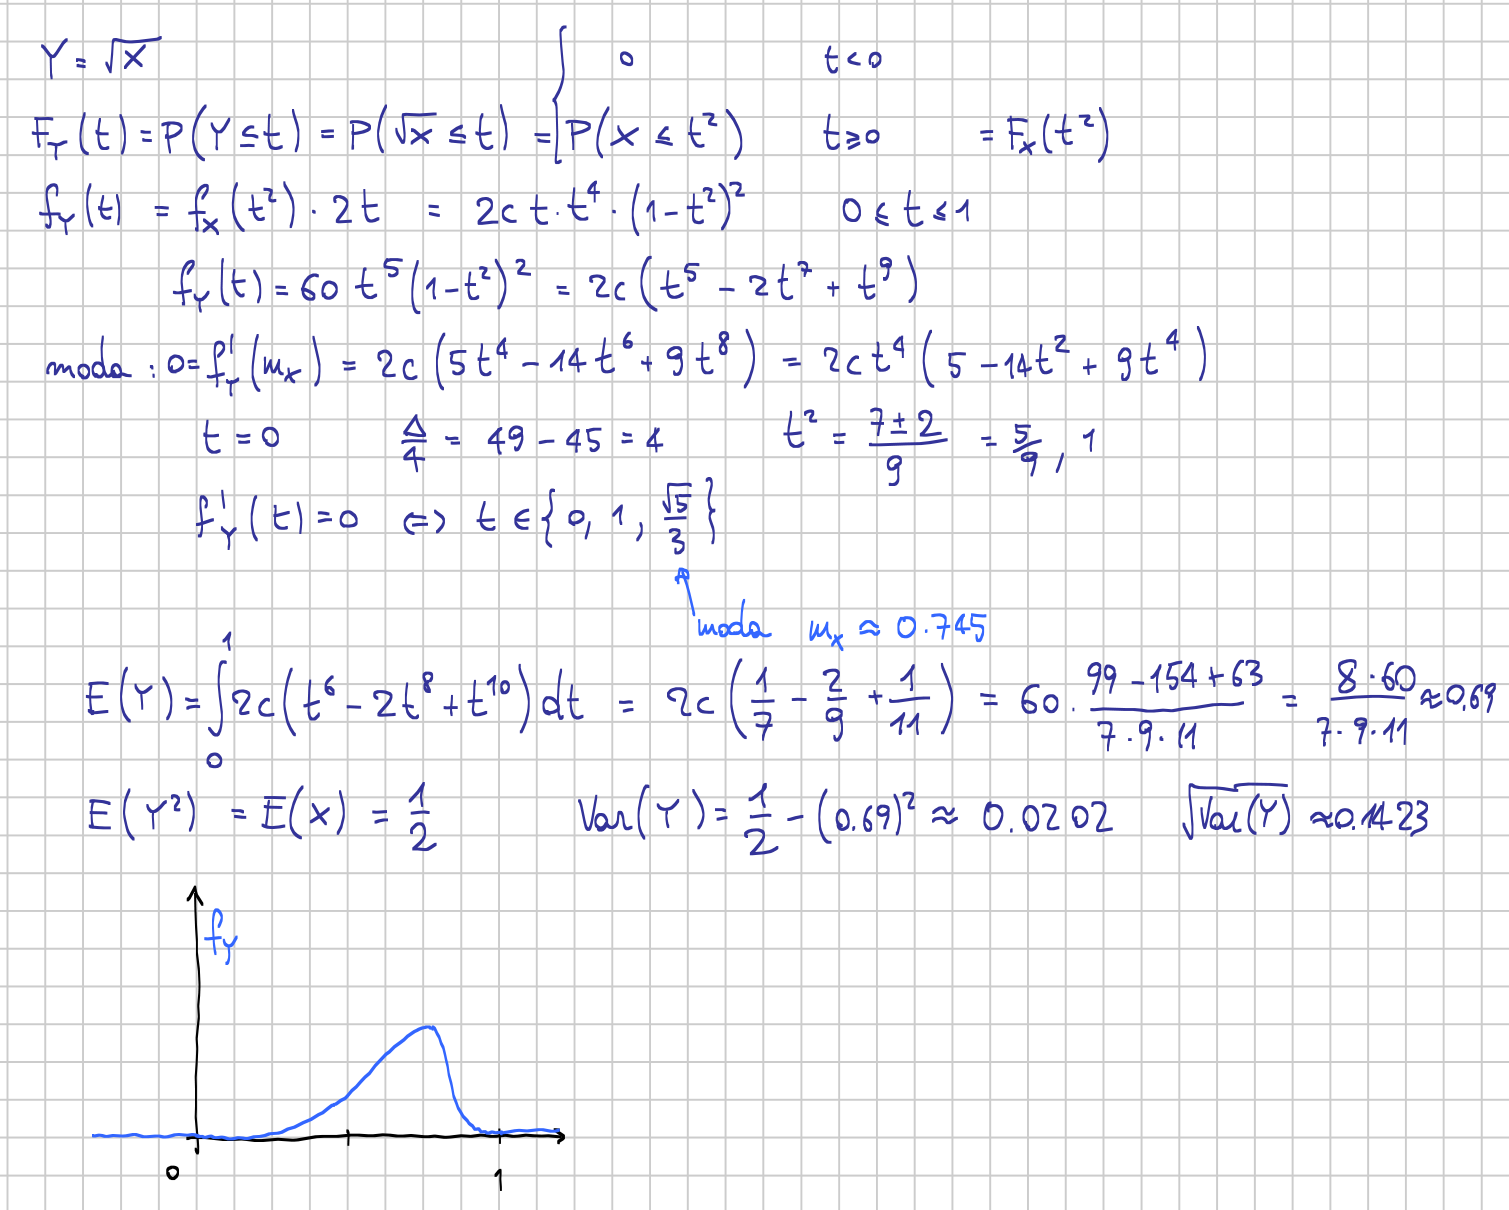 Y = √X
F_Y(t) = P(Y ≤ t) = P(√X ≤ t) = { 0   t < 0 ; P(X ≤ t²)   t ≥ 0   = F_X(t²)
f_Y(t) = f_X(t²) · 2t = 2c t · t⁴ · (1-t²)²   0 ≤ t ≤ 1
f_Y(t) = 60 t⁵ (1-t²)² = 2c (t⁵ - 2t⁷ + t⁹)
moda : 0 = f'_Y(m_x) = 2c (5t⁴ - 14t⁶ + 9t⁸) = 2c t⁴ (5 - 14t² + 9t⁴)
t = 0   Δ/4 = 49 - 45 = 4   t² = (7 ± 2)/9 = 5/9, 1
f'_Y(t) = 0 ⇔ t ∈ {0, 1, √5/3}
moda m_x ≈ 0.745
E(Y) = ∫₀¹ 2c (t⁶ - 2t⁸ + t¹⁰) dt = 2c (1/7 - 2/9 + 1/11) = 60 · (99 - 154 + 63)/(7·9·11) = (8·60)/(7·9·11) ≈ 0.69
E(Y²) = E(X) = 1/2   Var(Y) = 1/2 - (0.69)² ≈ 0.0202   √Var(Y) ≈ 0.1423
f_Y
0   1